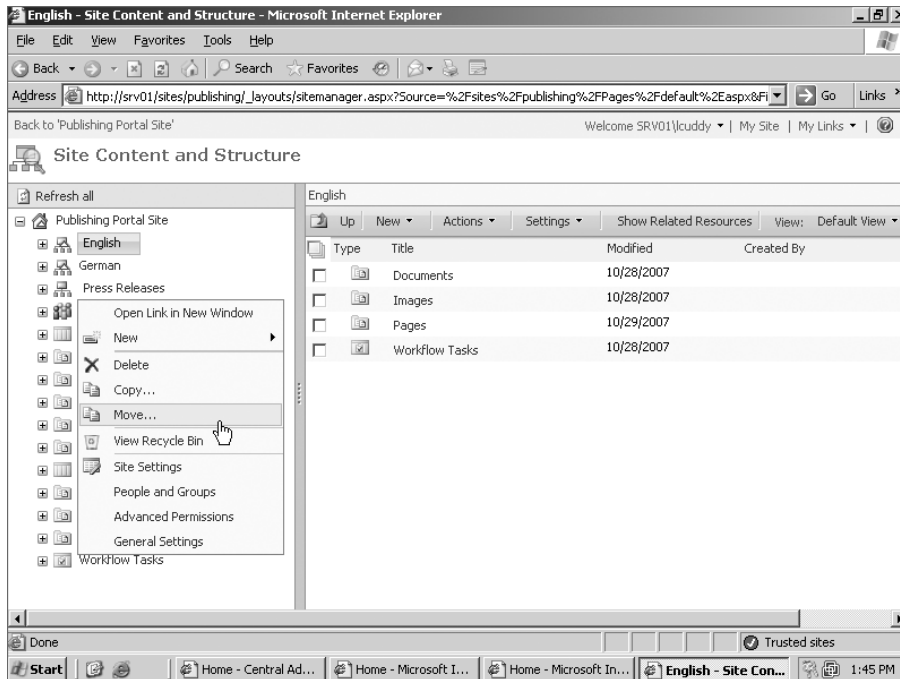 English - Site Content and Structure - Microsoft Internet Explorer
File Edit View Favorites Tools Help
Back Search Favorites
Address http://srv01/sites/publishing/_layouts/sitemanager.aspx?Source=%2Fsites%2Fpublishing%2FPages%2Fdefault%2Easpx&Fi Go Links
Back to 'Publishing Portal Site' Welcome SRV01\lcuddy | My Site | My Links
Site Content and Structure
Refresh all English
Publishing Portal Site Up New Actions Settings Show Related Resources View: Default View
English Type Title Modified Created By
German Documents 10/28/2007
Press Releases Images 10/28/2007
Open Link in New Window Pages 10/29/2007
New Workflow Tasks 10/28/2007
Delete
Copy...
Move...
View Recycle Bin
Site Settings
People and Groups
Advanced Permissions
General Settings
Workflow Tasks
Done Trusted sites
Start Home - Central Ad... Home - Microsoft I... Home - Microsoft In... English - Site Con... 1:45 PM